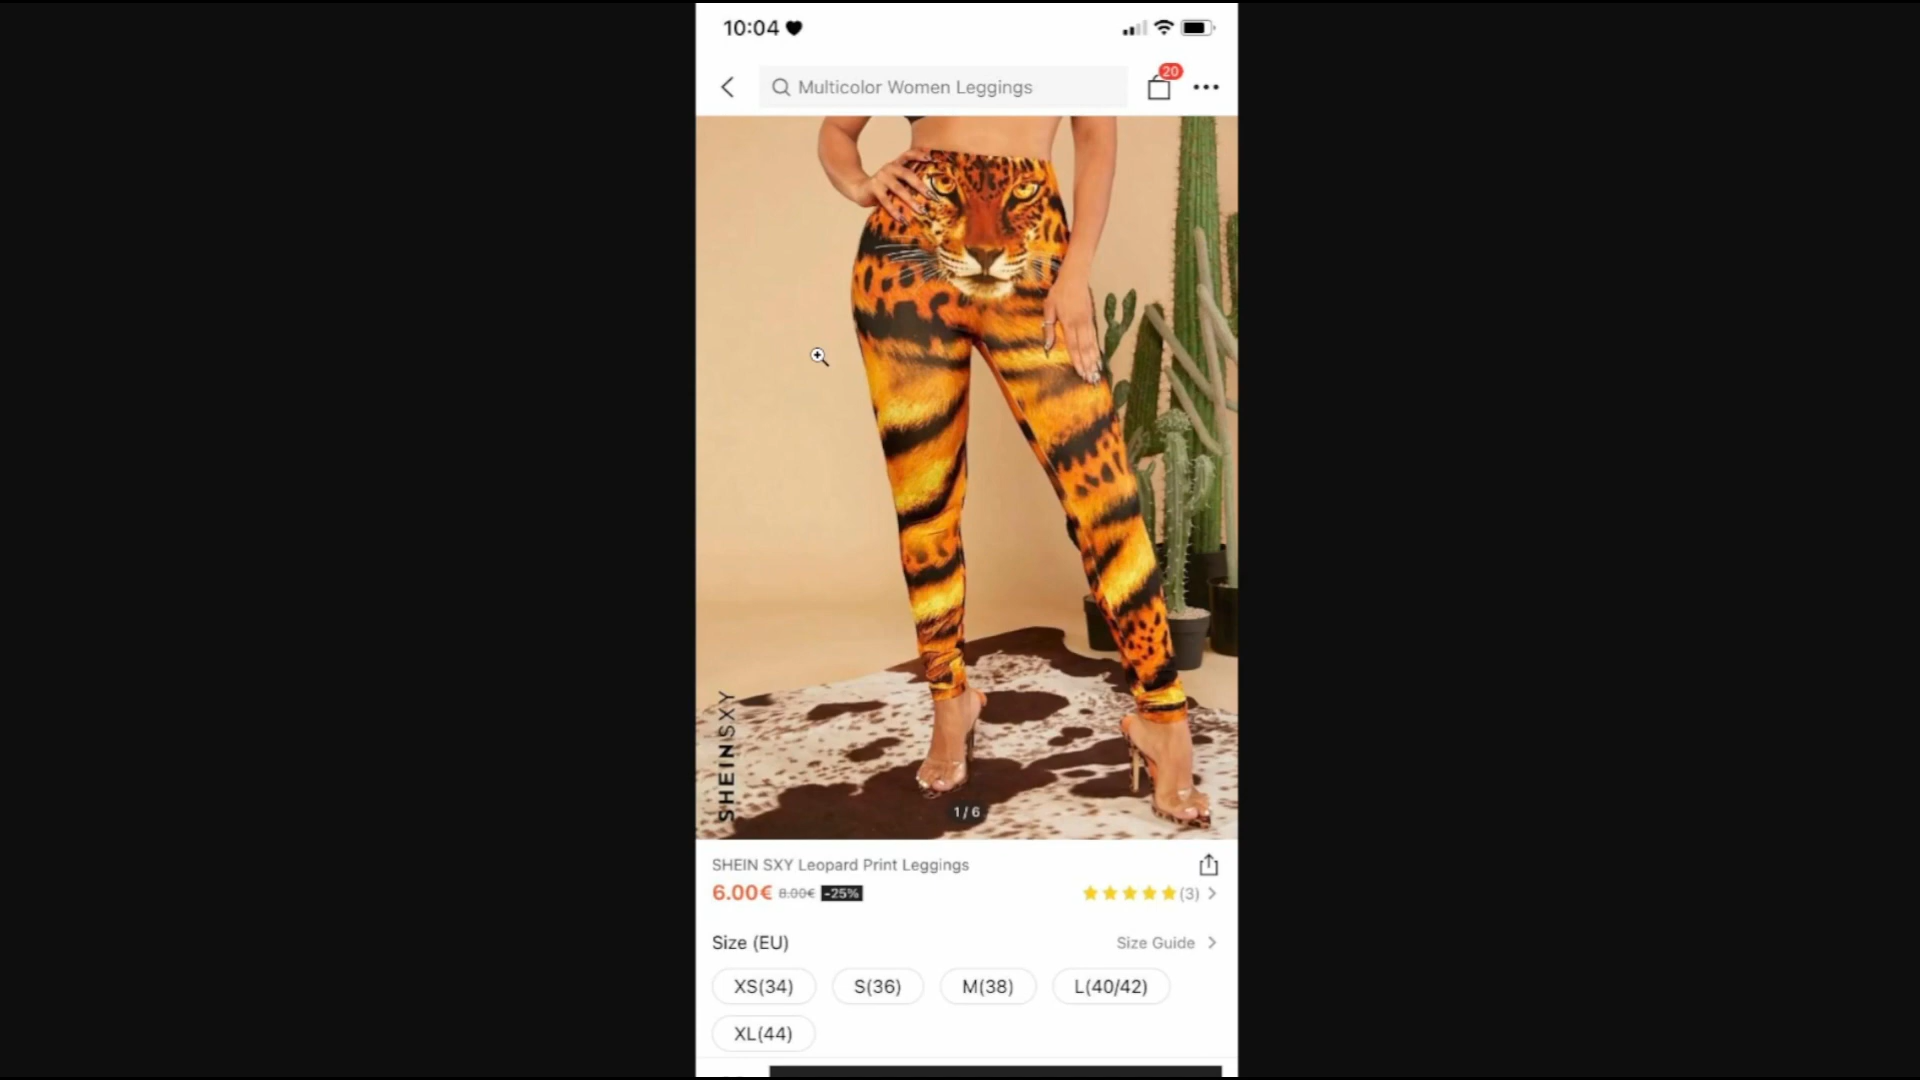 10:04
Multicolor Women Leggings
20
SHEINSXY
1/6
SHEIN SXY Leopard Print Leggings
6.00€ 8.00€ -25%
(3)
Size (EU)
Size Guide
XS(34) S(36) M(38) L(40/42)
XL(44)